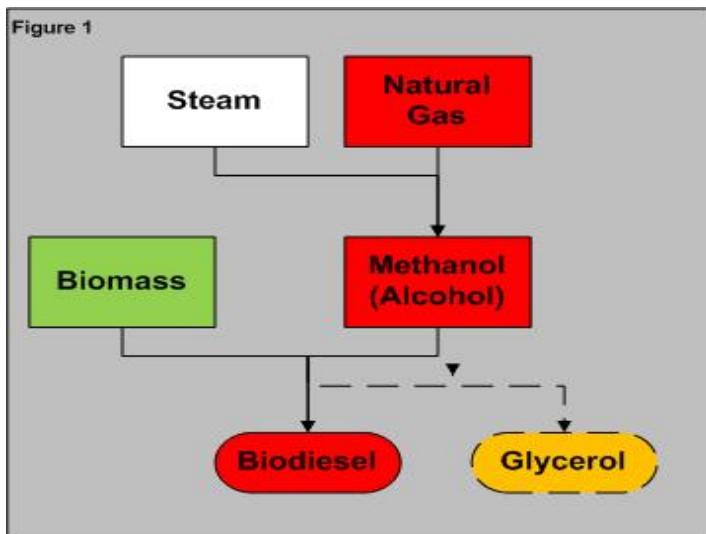 Figure 1
Steam
Natural
Gas
Biomass
Methanol
(Alcohol)
Biodiesel
Glycerol